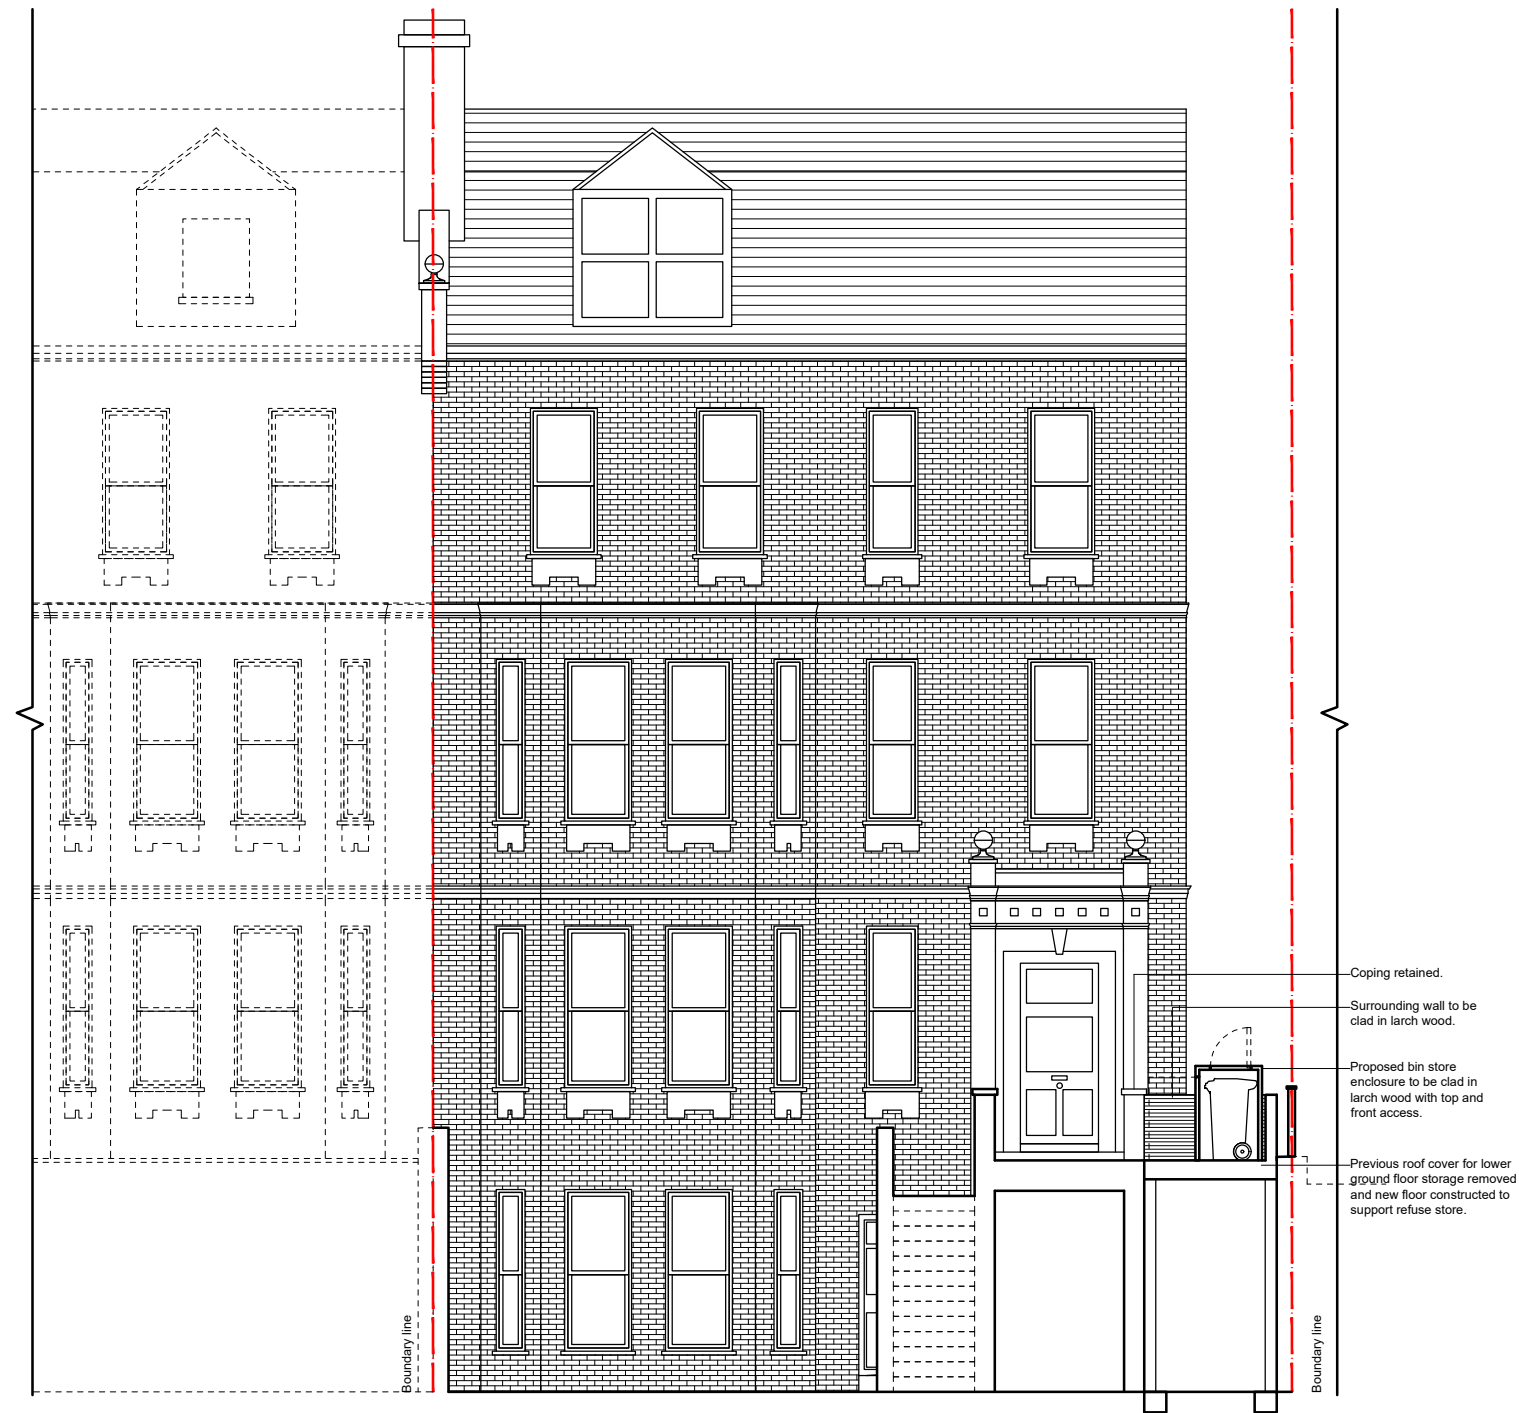 Coping retained.
Surrounding wall to be
clad in larch wood.
Proposed bin store
enclosure to be clad in
larch wood with top and
front access.
Previous roof cover for lower
ground floor storage removed
and new floor constructed to
support refuse store.
Boundary line
Boundary line